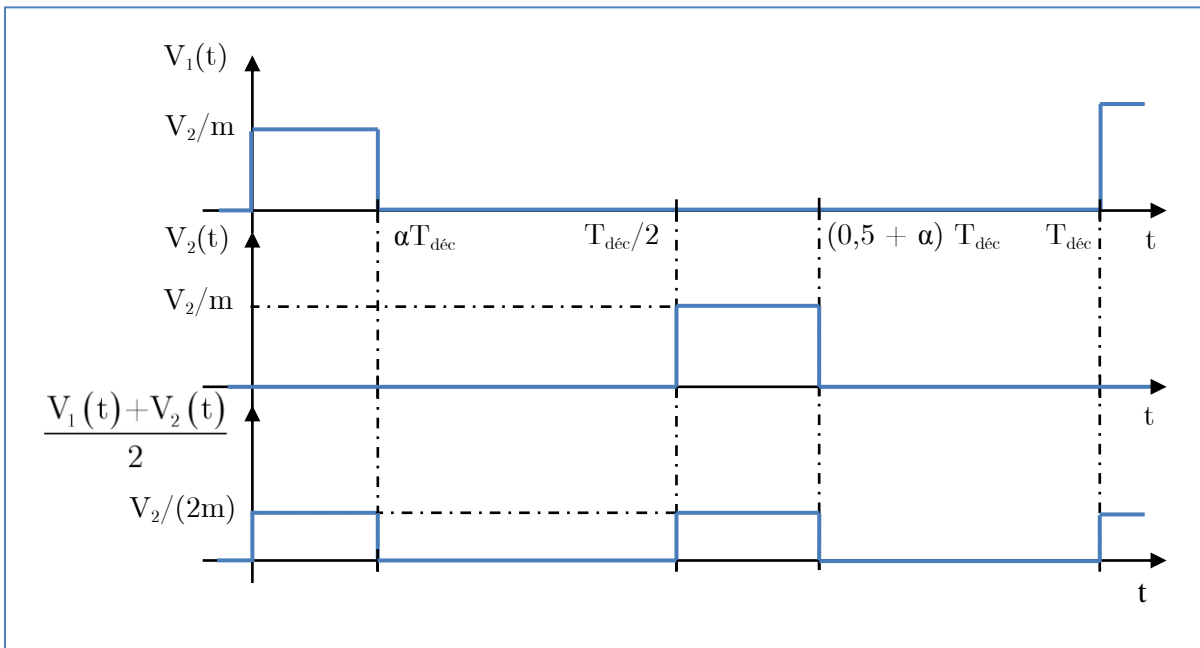 V₁(t)
V₂/m
αT_déc T_déc/2 (0,5 + α) T_déc T_déc t
V₂(t)
V₂/m
t
V₁(t)+V₂(t)
2
V₂/(2m)
t